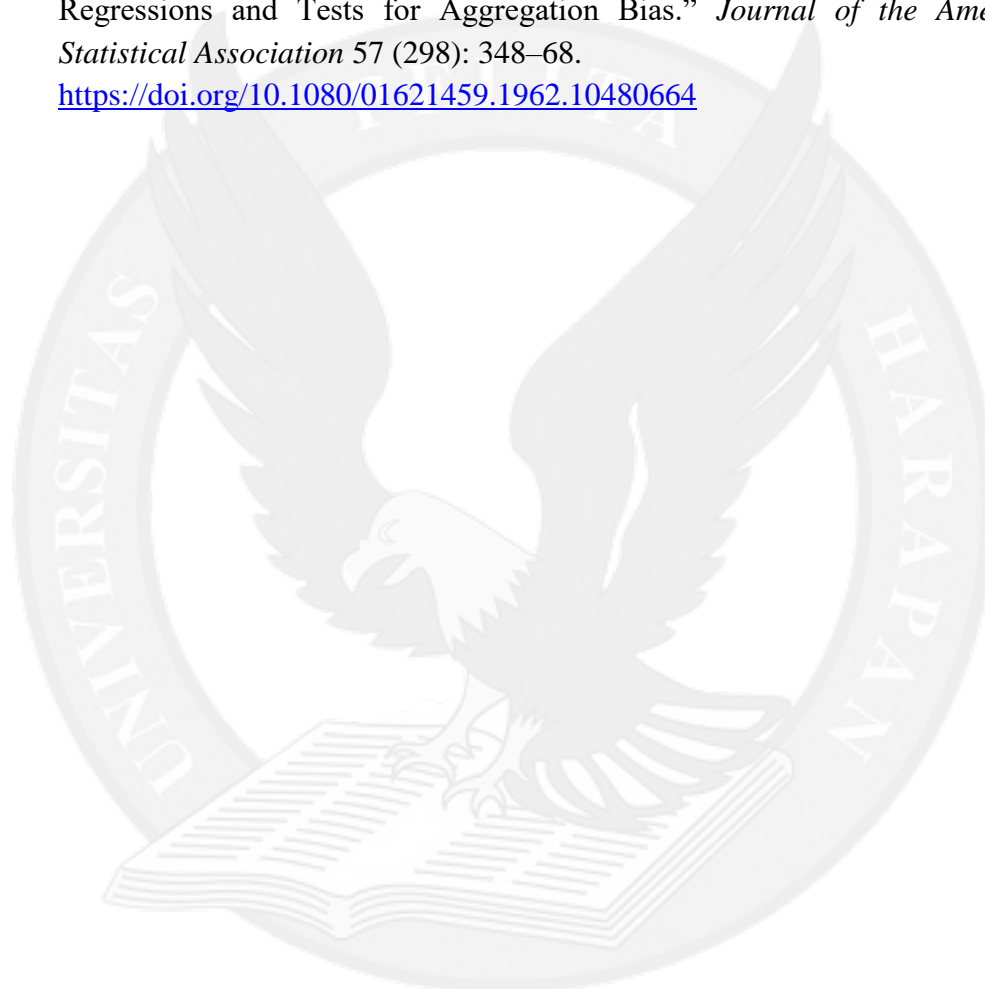 Regressions and Tests for Aggregation Bias.” Journal of the Ame
Statistical Association 57 (298): 348–68.
https://doi.org/10.1080/01621459.1962.10480664
UNIVERSITAS PELITA HARAPAN